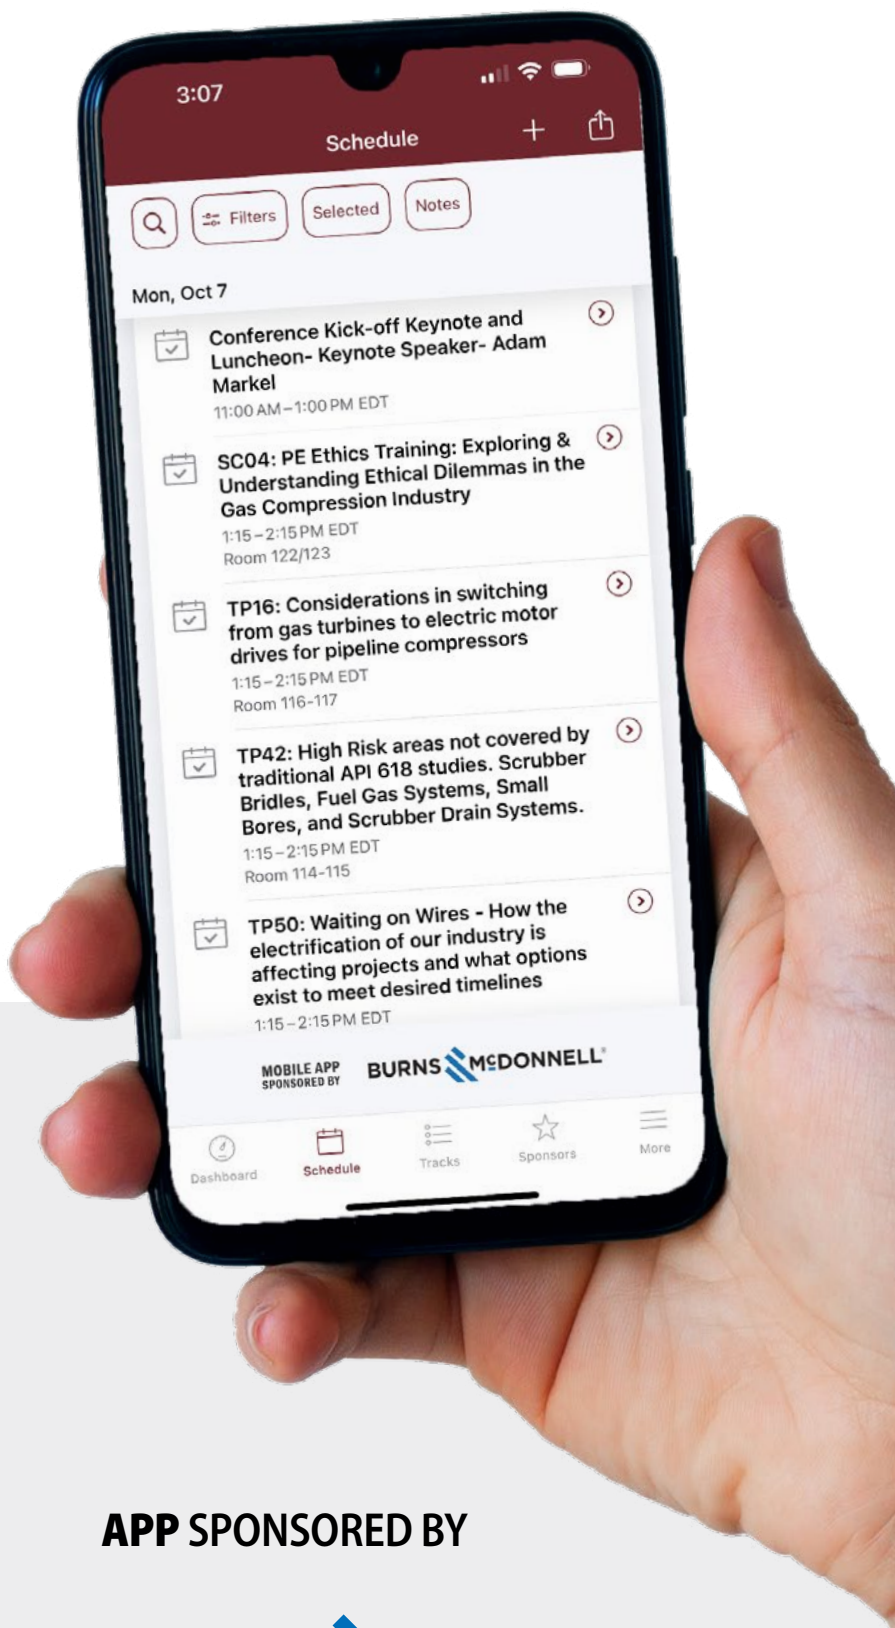 3:07
Schedule
Filters
Selected
Notes
Mon, Oct 7
Conference Kick-off Keynote and
Luncheon- Keynote Speaker- Adam
Markel
11:00 AM–1:00 PM EDT
SC04: PE Ethics Training: Exploring &
Understanding Ethical Dilemmas in the
Gas Compression Industry
1:15–2:15 PM EDT
Room 122/123
TP16: Considerations in switching
from gas turbines to electric motor
drives for pipeline compressors
1:15–2:15 PM EDT
Room 116-117
TP42: High Risk areas not covered by
traditional API 618 studies. Scrubber
Bridles, Fuel Gas Systems, Small
Bores, and Scrubber Drain Systems.
1:15–2:15 PM EDT
Room 114-115
TP50: Waiting on Wires - How the
electrification of our industry is
affecting projects and what options
exist to meet desired timelines
1:15–2:15 PM EDT
MOBILE APP
SPONSORED BY
BURNS McDONNELL®
Dashboard
Schedule
Tracks
Sponsors
More
APP SPONSORED BY